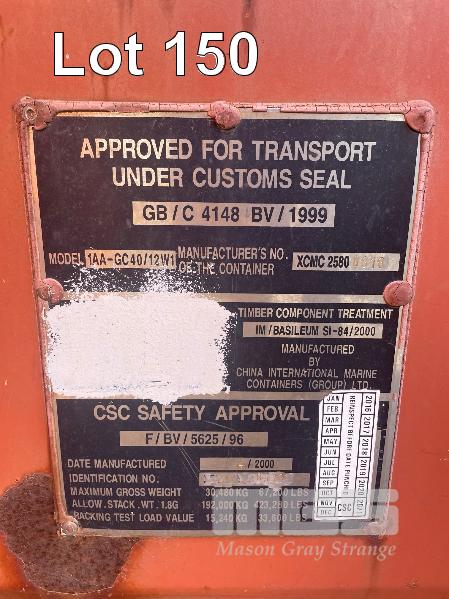 Lot 150
APPROVED FOR TRANSPORT
UNDER CUSTOMS SEAL
GB/C 4148 BV/1999
MODEL 1AA-GC40/12W1 MANUFACTURER'S NO. OF THE CONTAINER XCMC 2580
TIMBER COMPONENT TREATMENT
IM/BASILEUM SI-84/2000
MANUFACTURED
BY
CHINA INTERNATIONAL MARINE
CONTAINERS (GROUP) LTD.
CSC SAFETY APPROVAL
F/BV/5625/96
DATE MANUFACTURED /2000
IDENTIFICATION NO.
MAXIMUM GROSS WEIGHT 30,480 KG 67,200 LBS
ALLOW. STACK. WT. 1.8G 192,000 KG 423,280 LBS
RACKING TEST LOAD VALUE 15,240 KG 33,600 LBS
JAN
FEB
MAR
APR
MAY
JUN
JUL
AUG
SEP
OCT
NOV
DEC
REINSPECT BEFORE DATE PUNCHED
2016 2017 2018 2019 2020
CSC
Mason Gray Strange